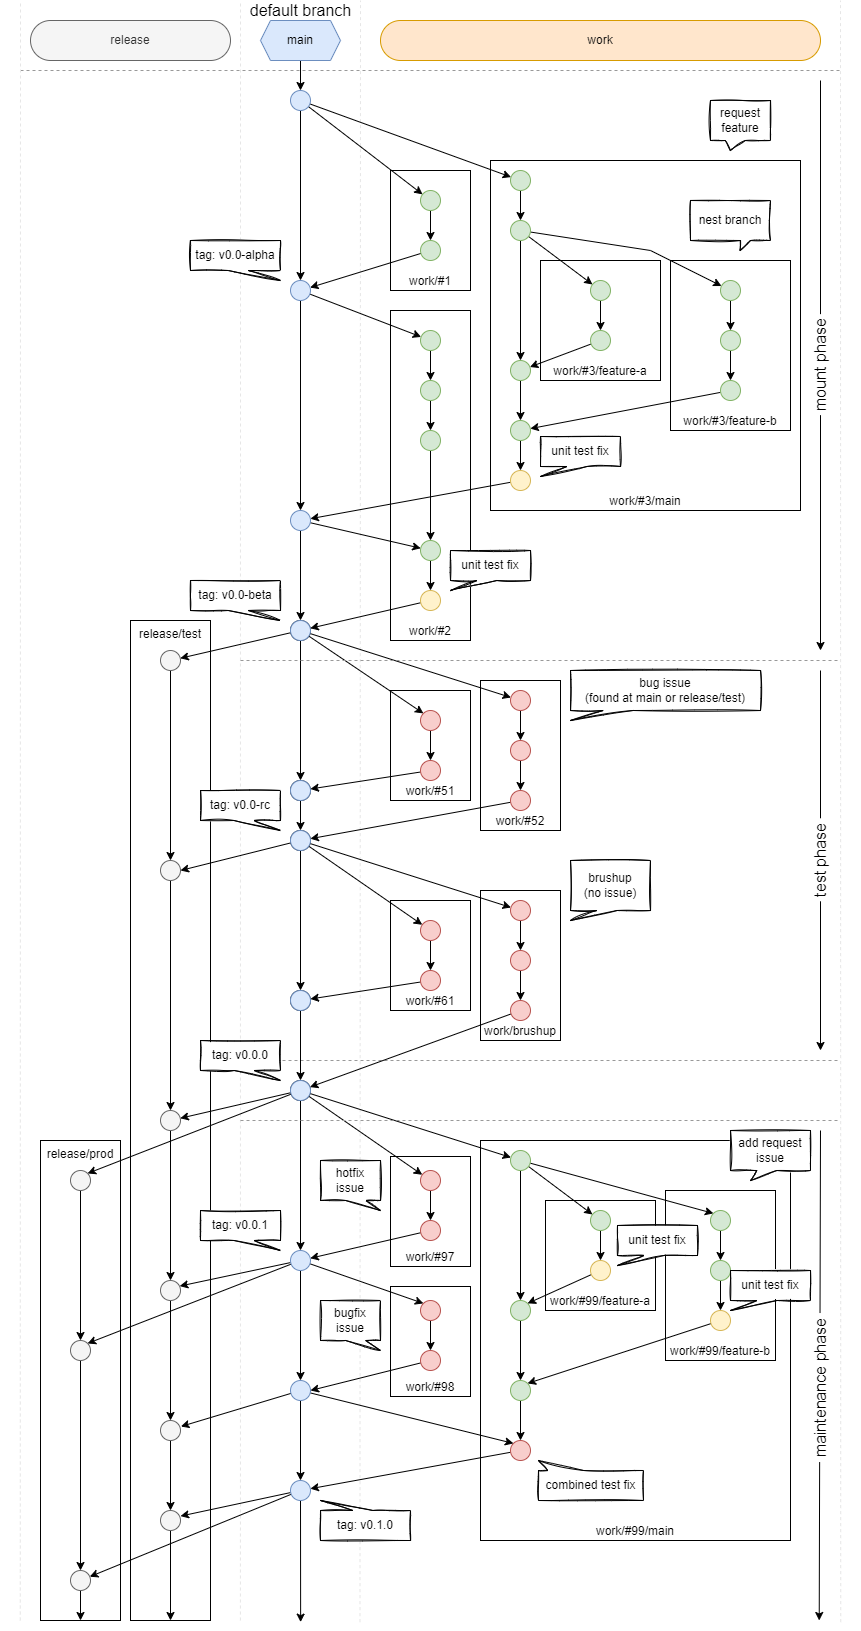 default branch
release
main
work
request
feature
nest branch
tag: v0.0-alpha
work/#1
mount phase
work/#3/feature-a
work/#3/feature-b
unit test fix
work/#3/main
unit test fix
tag: v0.0-beta
work/#2
release/test
bug issue
(found at main or release/test)
work/#51
tag: v0.0-rc
work/#52
test phase
brushup
(no issue)
work/#61
work/brushup
tag: v0.0.0
release/prod
add request
issue
hotfix
issue
tag: v0.0.1
unit test fix
work/#97
unit test fix
work/#99/feature-a
bugfix
issue
work/#99/feature-b
maintenance phase
work/#98
combined test fix
tag: v0.1.0
work/#99/main